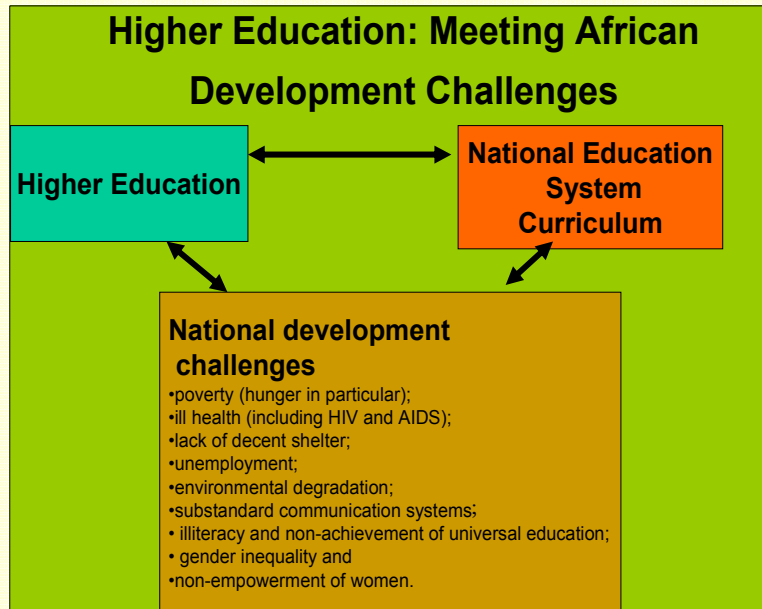 Higher Education: Meeting African
Development Challenges
Higher Education
National Education
System
Curriculum
National development
challenges
•poverty (hunger in particular);
•ill health (including HIV and AIDS);
•lack of decent shelter;
•unemployment;
•environmental degradation;
•substandard communication systems;
• illiteracy and non-achievement of universal education;
• gender inequality and
•non-empowerment of women.